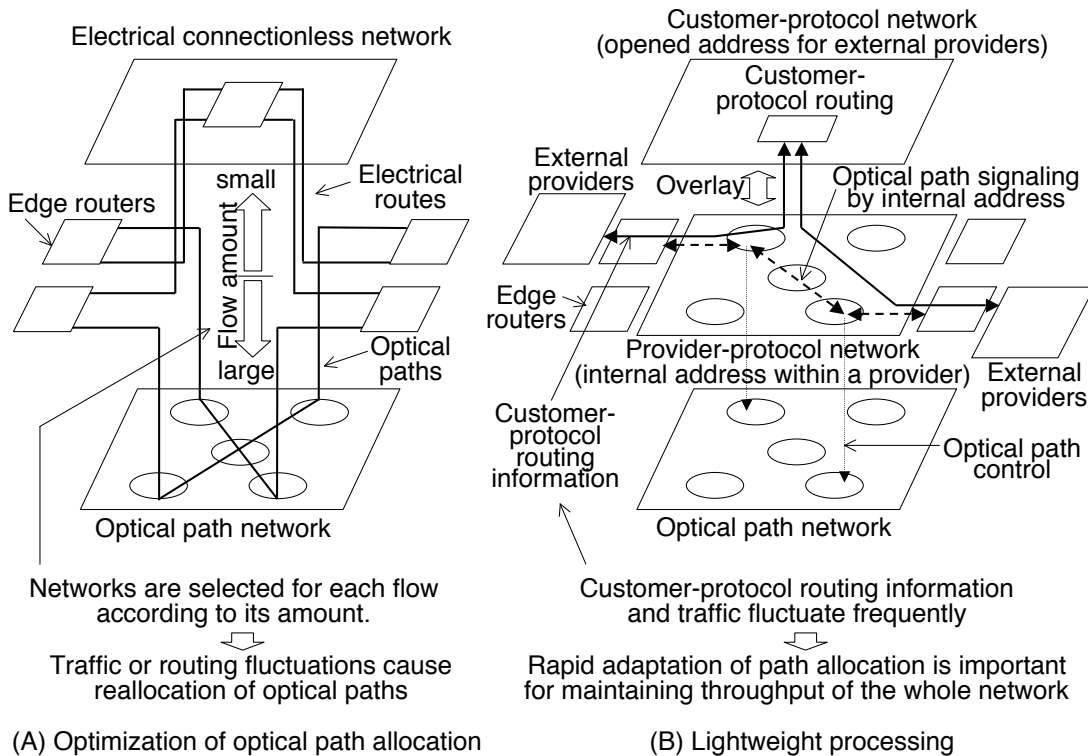 Electrical connectionless network
Edge routers
small
Flow amount
large
Electrical
routes
Optical
paths
Optical path network
Networks are selected for each flow
according to its amount.
Traffic or routing fluctuations cause
reallocation of optical paths
(A) Optimization of optical path allocation
Customer-protocol network
(opened address for external providers)
Customer-
protocol routing
External
providers
Overlay
Optical path signaling
by internal address
Edge
routers
Provider-protocol network
(internal address within a provider)
External
providers
Customer-
protocol
routing
information
Optical path
control
Optical path network
Customer-protocol routing information
and traffic fluctuate frequently
Rapid adaptation of path allocation is important
for maintaining throughput of the whole network
(B) Lightweight processing